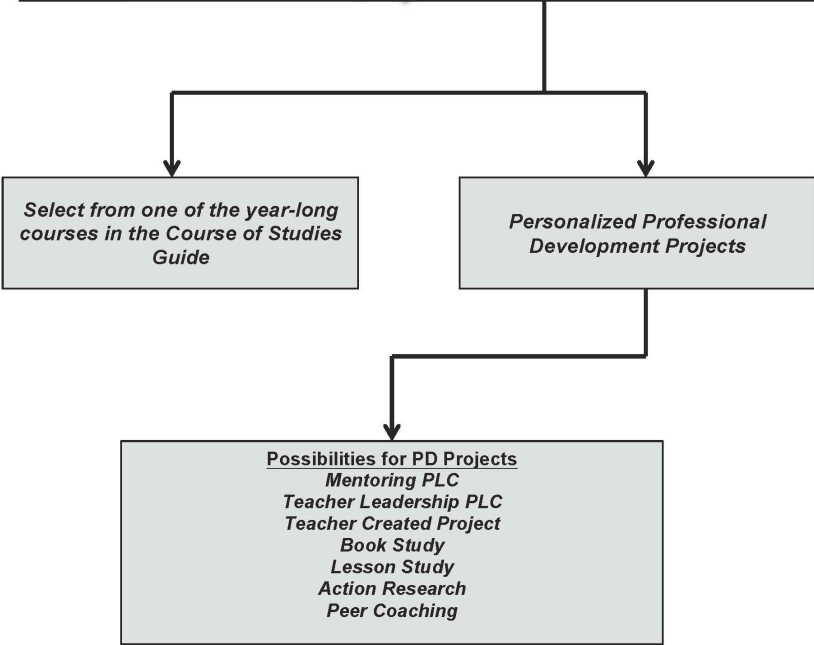 Select from one of the year-long
courses in the Course of Studies
Guide
Personalized Professional
Development Projects
Possibilities for PD Projects
Mentoring PLC
Teacher Leadership PLC
Teacher Created Project
Book Study
Lesson Study
Action Research
Peer Coaching